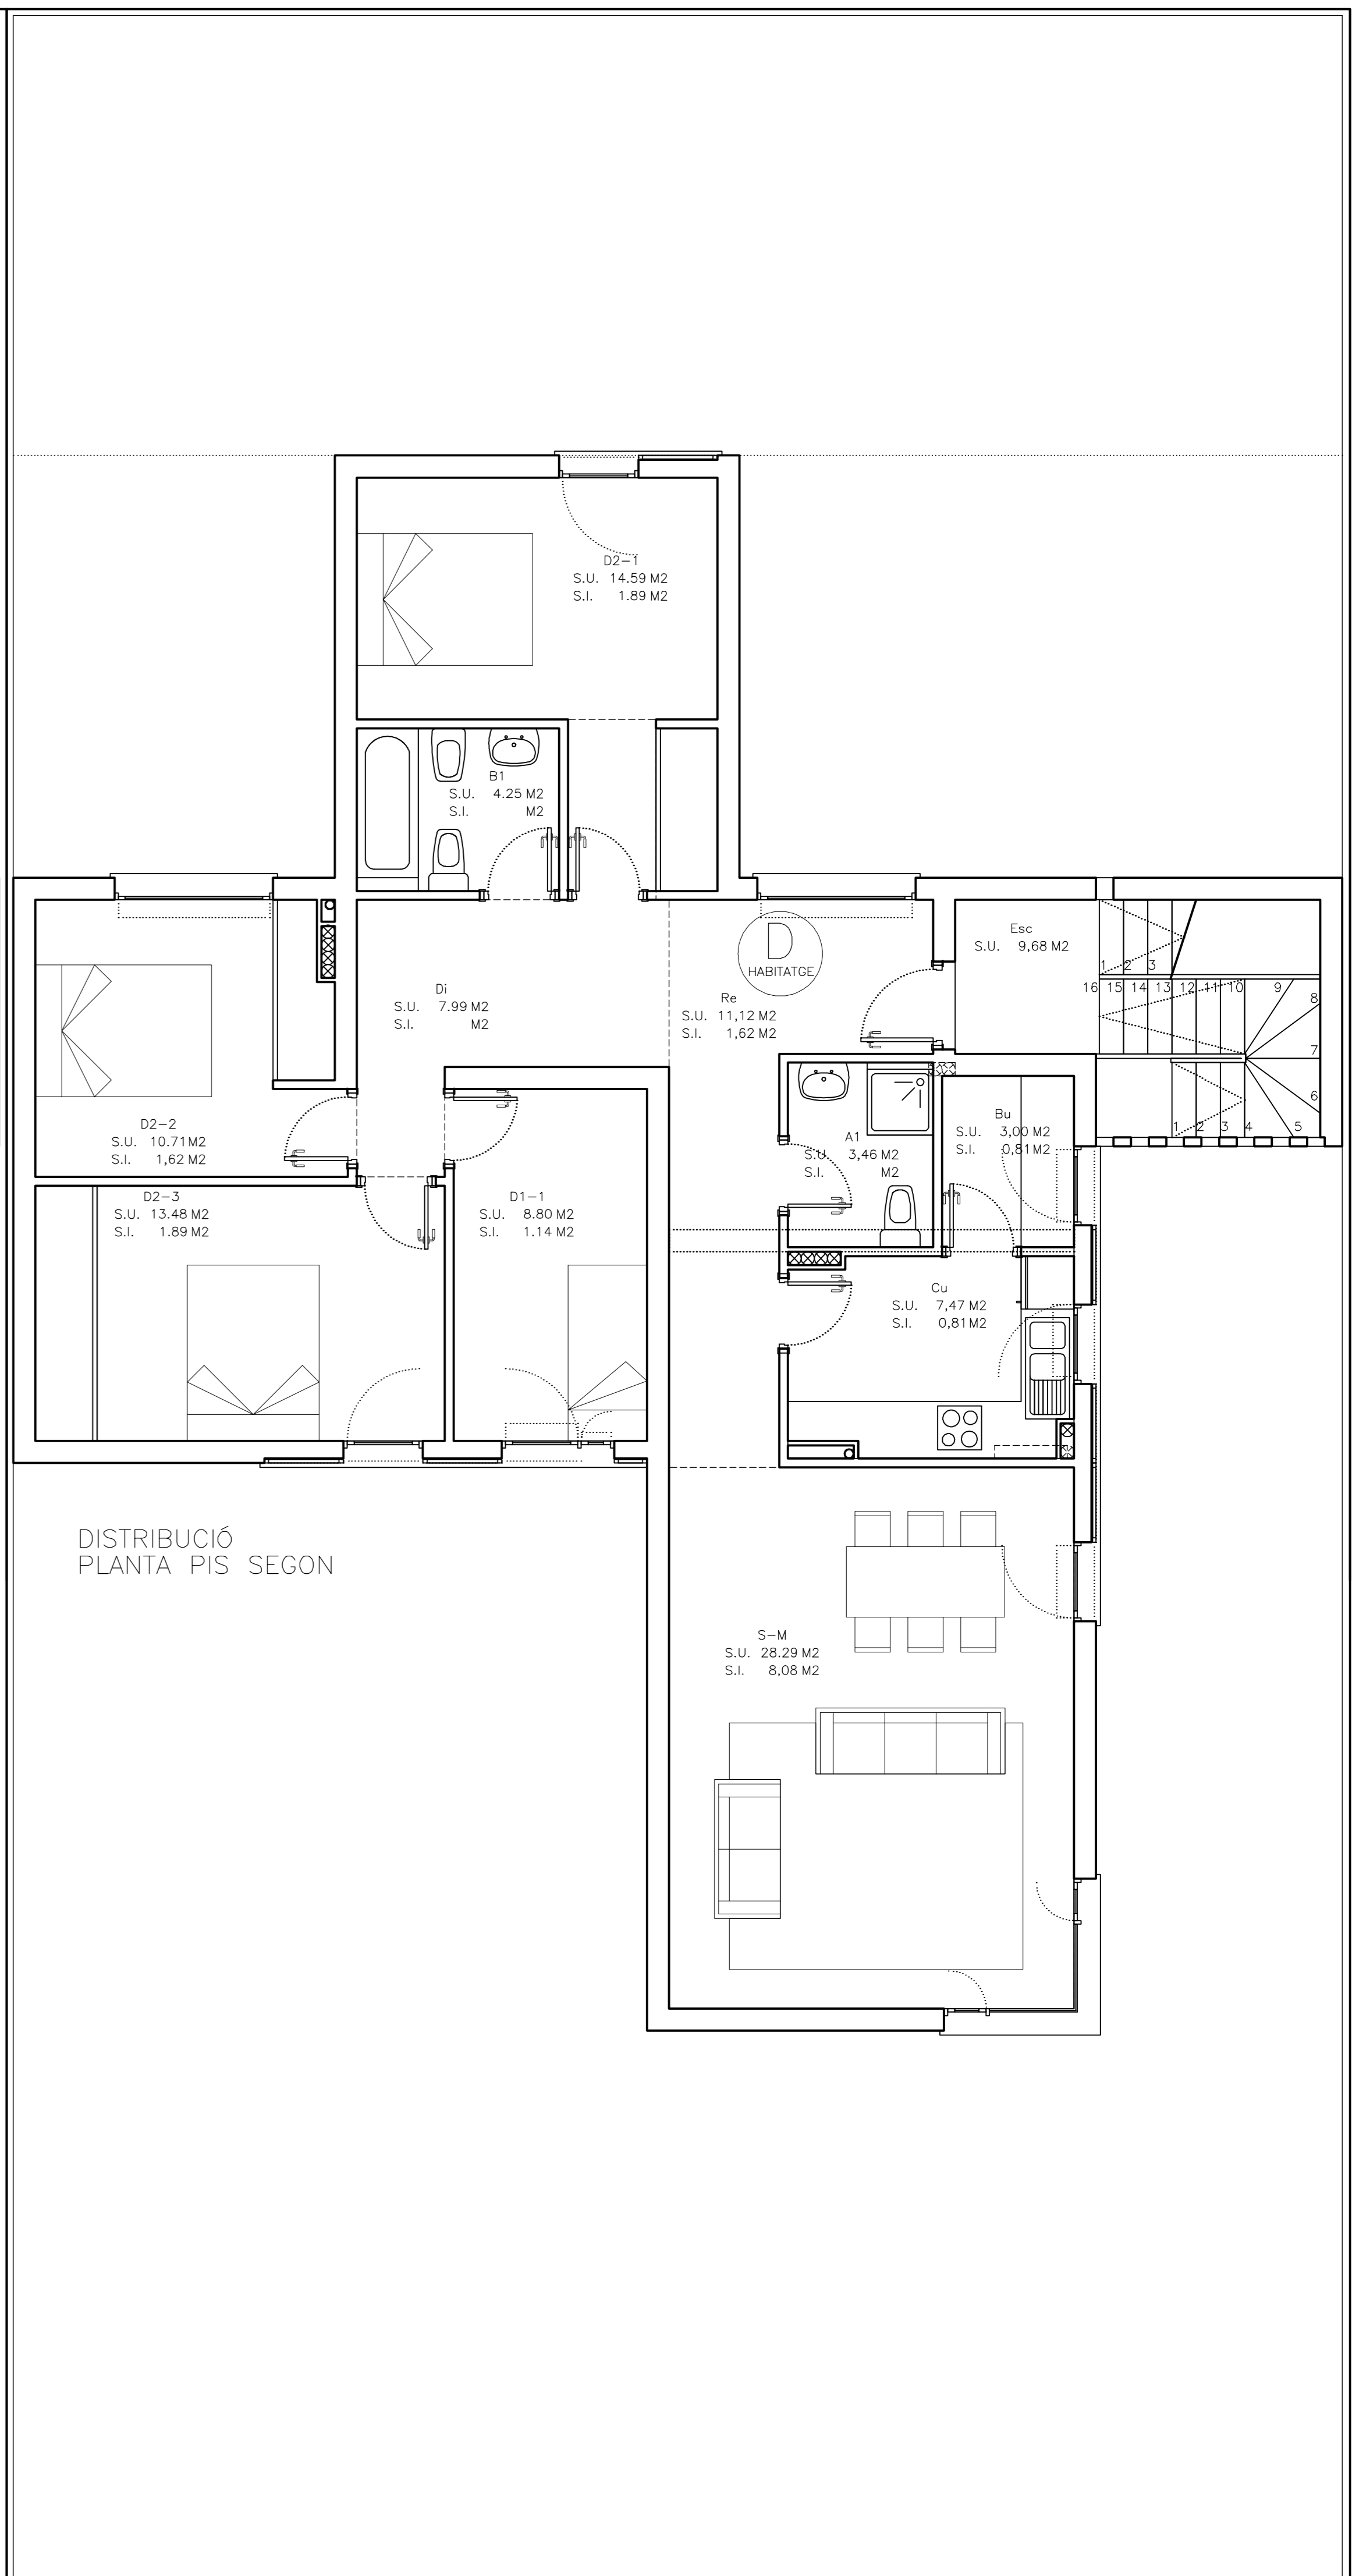 D2-1
S.U. 14.59 M2
S.I. 1.89 M2
B1
S.U. 4.25 M2
S.I. M2
D
HABITATGE
Esc
S.U. 9,68 M2
1 2 3
16 15 14 13 12 11 10 9 8
7
6
1 2 3 4 5
Di
S.U. 7.99 M2
S.I. M2
Re
S.U. 11,12 M2
S.I. 1,62 M2
D2-2
S.U. 10.71 M2
S.I. 1,62 M2
A1
S.U. 3,46 M2
S.I. M2
Bu
S.U. 3,00 M2
S.I. 0,81 M2
D2-3
S.U. 13.48 M2
S.I. 1.89 M2
D1-1
S.U. 8.80 M2
S.I. 1.14 M2
Cu
S.U. 7,47 M2
S.I. 0,81 M2
DISTRIBUCIÓ
PLANTA PIS SEGON
S-M
S.U. 28.29 M2
S.I. 8,08 M2